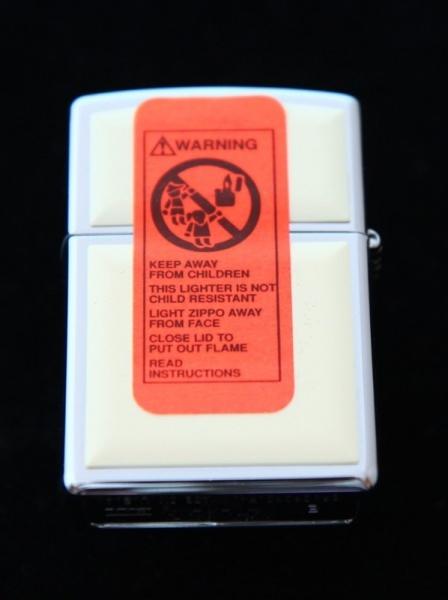 WARNING
KEEP AWAY
FROM CHILDREN
THIS LIGHTER IS NOT
CHILD RESISTANT
LIGHT ZIPPO AWAY
FROM FACE
CLOSE LID TO
PUT OUT FLAME
READ
INSTRUCTIONS